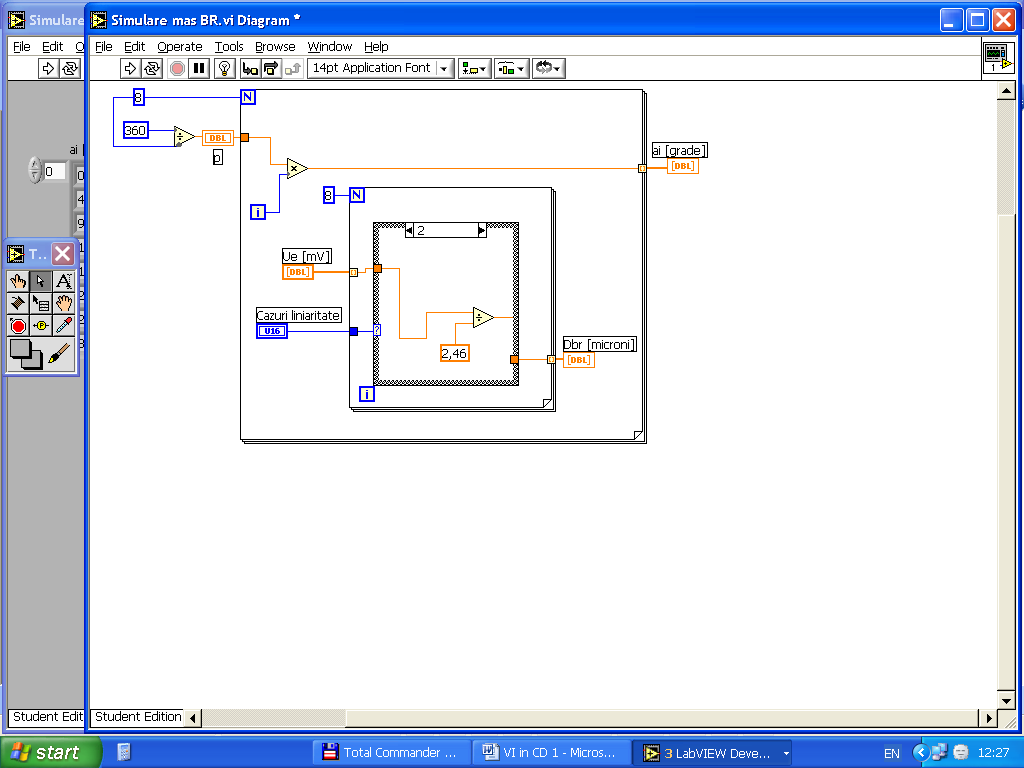 Simulare
Simulare mas BR.vi Diagram *
File Edit O
File Edit Operate Tools Browse Window Help
14pt Application Font
1
8
N
360
DBL
p
ai [grade]
[DBL]
ai
0
i
8
N
2
Ue [mV]
[DBL]
Cazuri liniaritate
U16
?
2,46
Dbr [microni]
[DBL]
i
T...
A
P
Student Edit
Student Edition
start
Total Commander ...
VI in CD 1 - Micros...
3 LabVIEW Deve...
EN
12:27